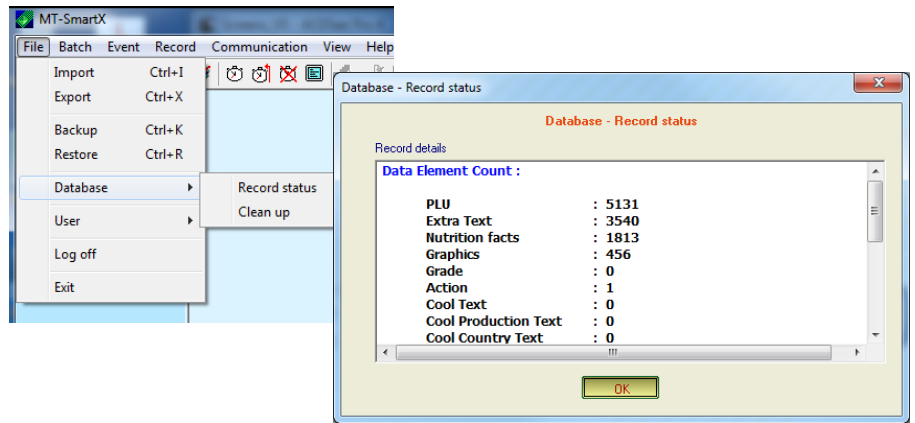 MT-SmartX
File Batch Event Record Communication View Help
Import Ctrl+I
Export Ctrl+X
Backup Ctrl+K
Restore Ctrl+R
Database
Record status
Clean up
User
Log off
Exit
Database - Record status
Database - Record status
Record details
Data Element Count :
PLU : 5131
Extra Text : 3540
Nutrition facts : 1813
Graphics : 456
Grade : 0
Action : 1
Cool Text : 0
Cool Production Text : 0
Cool Country Text : 0
OK